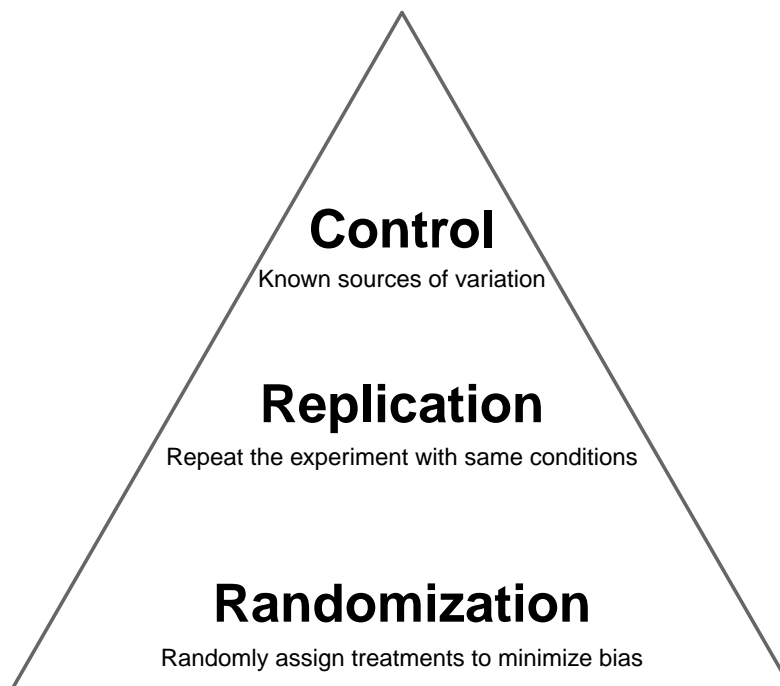 Control
Known sources of variation
Replication
Repeat the experiment with same conditions
Randomization
Randomly assign treatments to minimize bias